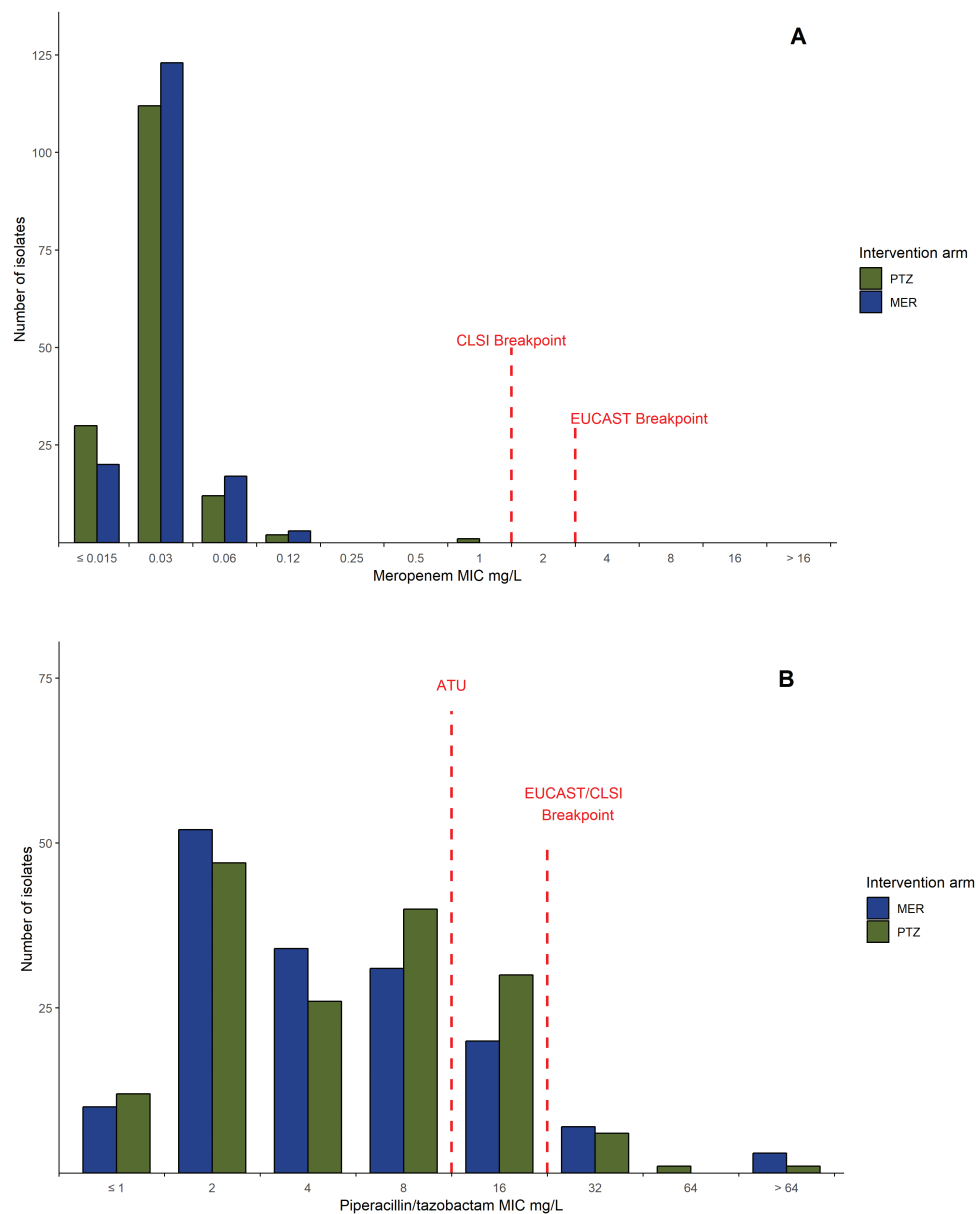 A
125
100
75
50
25
Number of isolates
CLSI Breakpoint
EUCAST Breakpoint
Intervention arm
PTZ
MER
≤ 0.015 0.03 0.06 0.12 0.25 0.5 1 2 4 8 16 > 16
Meropenem MIC mg/L
B
75
50
25
Number of isolates
ATU
EUCAST/CLSI
Breakpoint
Intervention arm
MER
PTZ
≤ 1 2 4 8 16 32 64 > 64
Piperacillin/tazobactam MIC mg/L